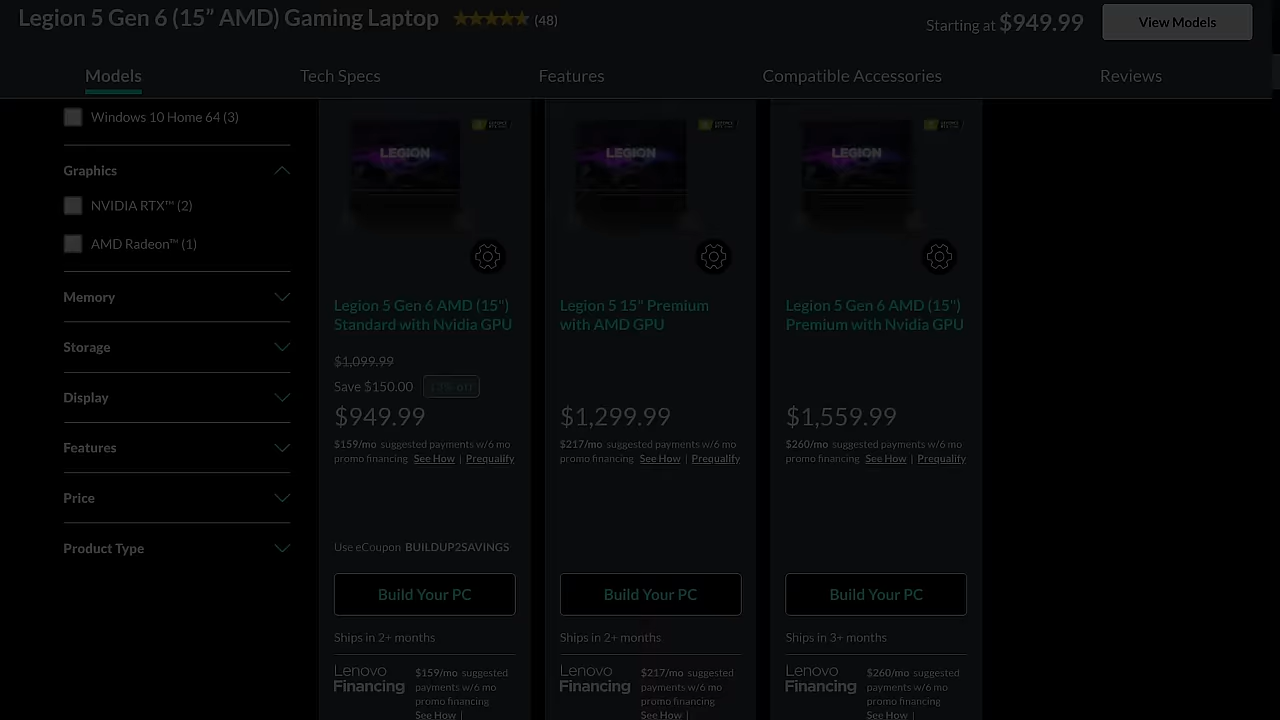 Legion 5 Gen 6 (15” AMD) Gaming Laptop ★★★★★ (48)
Starting at $949.99
View Models
Models
Tech Specs
Features
Compatible Accessories
Reviews
Windows 10 Home 64 (3)
Graphics
NVIDIA RTX™ (2)
AMD Radeon™ (1)
Memory
Storage
Display
Features
Price
Product Type
LEGION
Legion 5 Gen 6 AMD (15")
Standard with Nvidia GPU
$1,099.99
Save $150.00 13% off
$949.99
$159/mo suggested payments w/6 mo
promo financing See How | Prequalify
Use eCoupon BUILDUP2SAVINGS
Build Your PC
Ships in 2+ months
Lenovo
Financing
$159/mo suggested
payments w/6 mo
promo financing
See How |
LEGION
Legion 5 15" Premium
with AMD GPU
$1,299.99
$217/mo suggested payments w/6 mo
promo financing See How | Prequalify
Build Your PC
Ships in 2+ months
Lenovo
Financing
$217/mo suggested
payments w/6 mo
promo financing
See How |
LEGION
Legion 5 Gen 6 AMD (15")
Premium with Nvidia GPU
$1,559.99
$260/mo suggested payments w/6 mo
promo financing See How | Prequalify
Build Your PC
Ships in 3+ months
Lenovo
Financing
$260/mo suggested
payments w/6 mo
promo financing
See How |